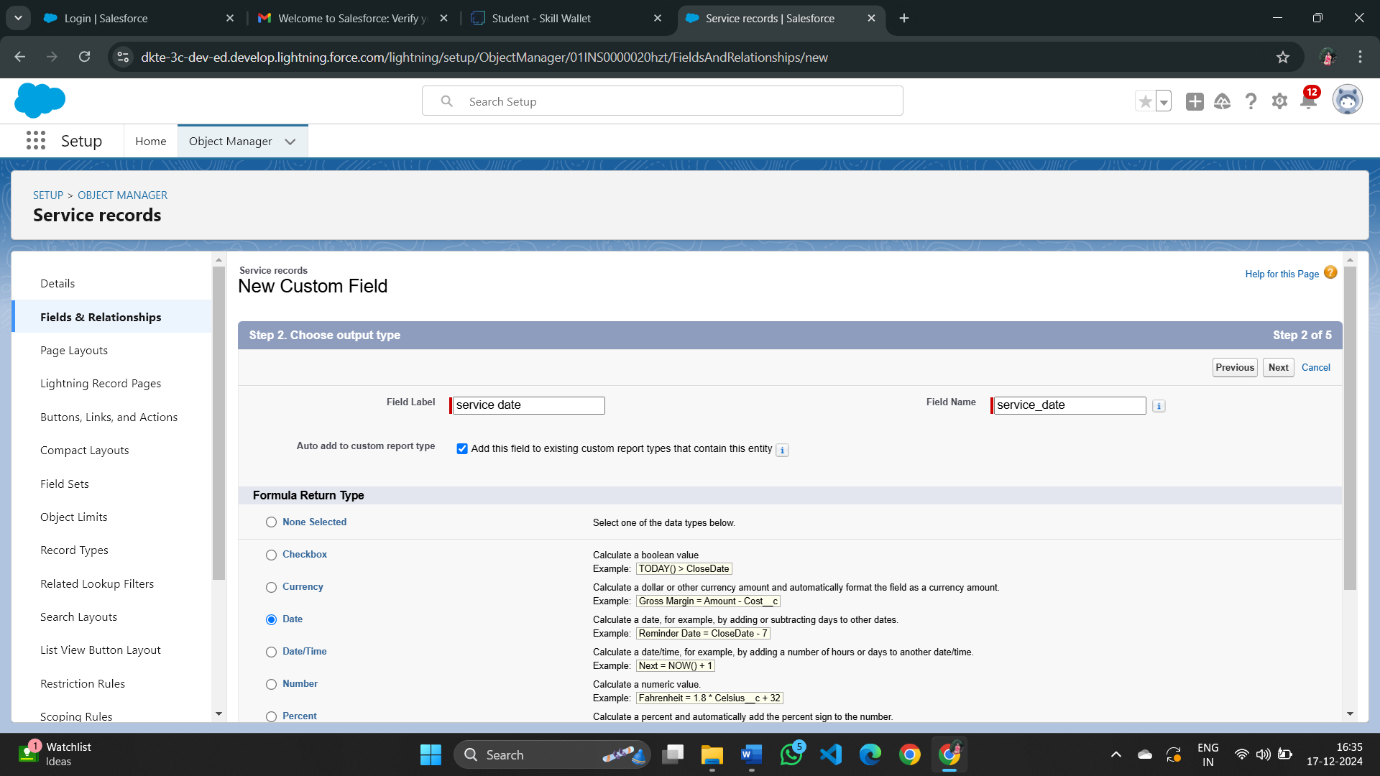 Login | Salesforce
Welcome to Salesforce: Verify yo
Student - Skill Wallet
Service records | Salesforce
dkte-3c-dev-ed.develop.lightning.force.com/lightning/setup/ObjectManager/01INS0000020hzt/FieldsAndRelationships/new
Search Setup
12
Setup
Home
Object Manager
SETUP > OBJECT MANAGER
Service records
Details
Fields & Relationships
Page Layouts
Lightning Record Pages
Buttons, Links, and Actions
Compact Layouts
Field Sets
Object Limits
Record Types
Related Lookup Filters
Search Layouts
List View Button Layout
Restriction Rules
Scoping Rules
Service records
New Custom Field
Help for this Page ?
Step 2. Choose output type
Step 2 of 5
Previous Next Cancel
Field Label service date
Field Name service_date i
Auto add to custom report type Add this field to existing custom report types that contain this entity i
Formula Return Type
None Selected Select one of the data types below.
Checkbox Calculate a boolean value
Example: TODAY() > CloseDate
Currency Calculate a dollar or other currency amount and automatically format the field as a currency amount.
Example: Gross Margin = Amount - Cost__c
Date Calculate a date, for example, by adding or subtracting days to other dates.
Example: Reminder Date = CloseDate - 7
Date/Time Calculate a date/time, for example, by adding a number of hours or days to another date/time.
Example: Next = NOW() + 1
Number Calculate a numeric value.
Example: Fahrenheit = 1.8 * Celsius__c + 32
Percent Calculate a percent and automatically add the percent sign to the number.
1
Watchlist
Ideas
Search
W
5
ENG
IN
16:35
17-12-2024